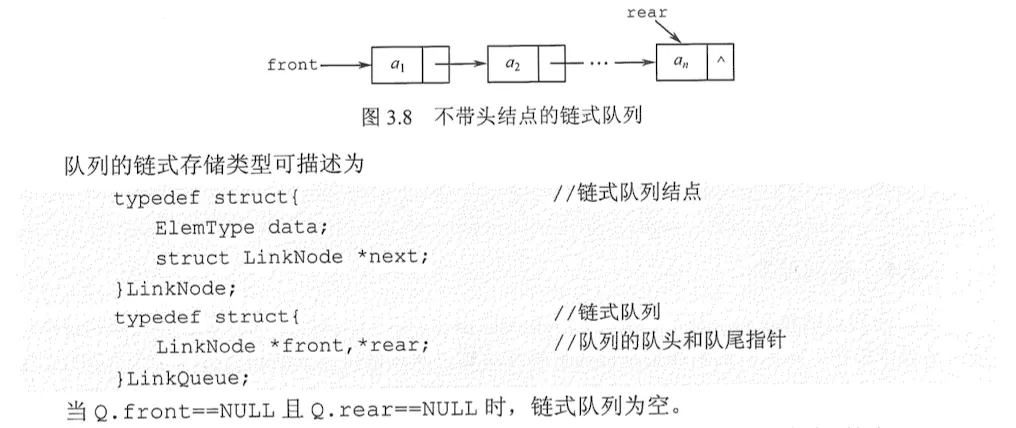 rear
front a1 a2 … an ^
图 3.8 不带头结点的链式队列
队列的链式存储类型可描述为
typedef struct{ //链式队列结点
ElemType data;
struct LinkNode *next;
}LinkNode;
typedef struct{ //链式队列
LinkNode *front,*rear; //队列的队头和队尾指针
}LinkQueue;
当 Q.front==NULL 且 Q.rear==NULL 时，链式队列为空。